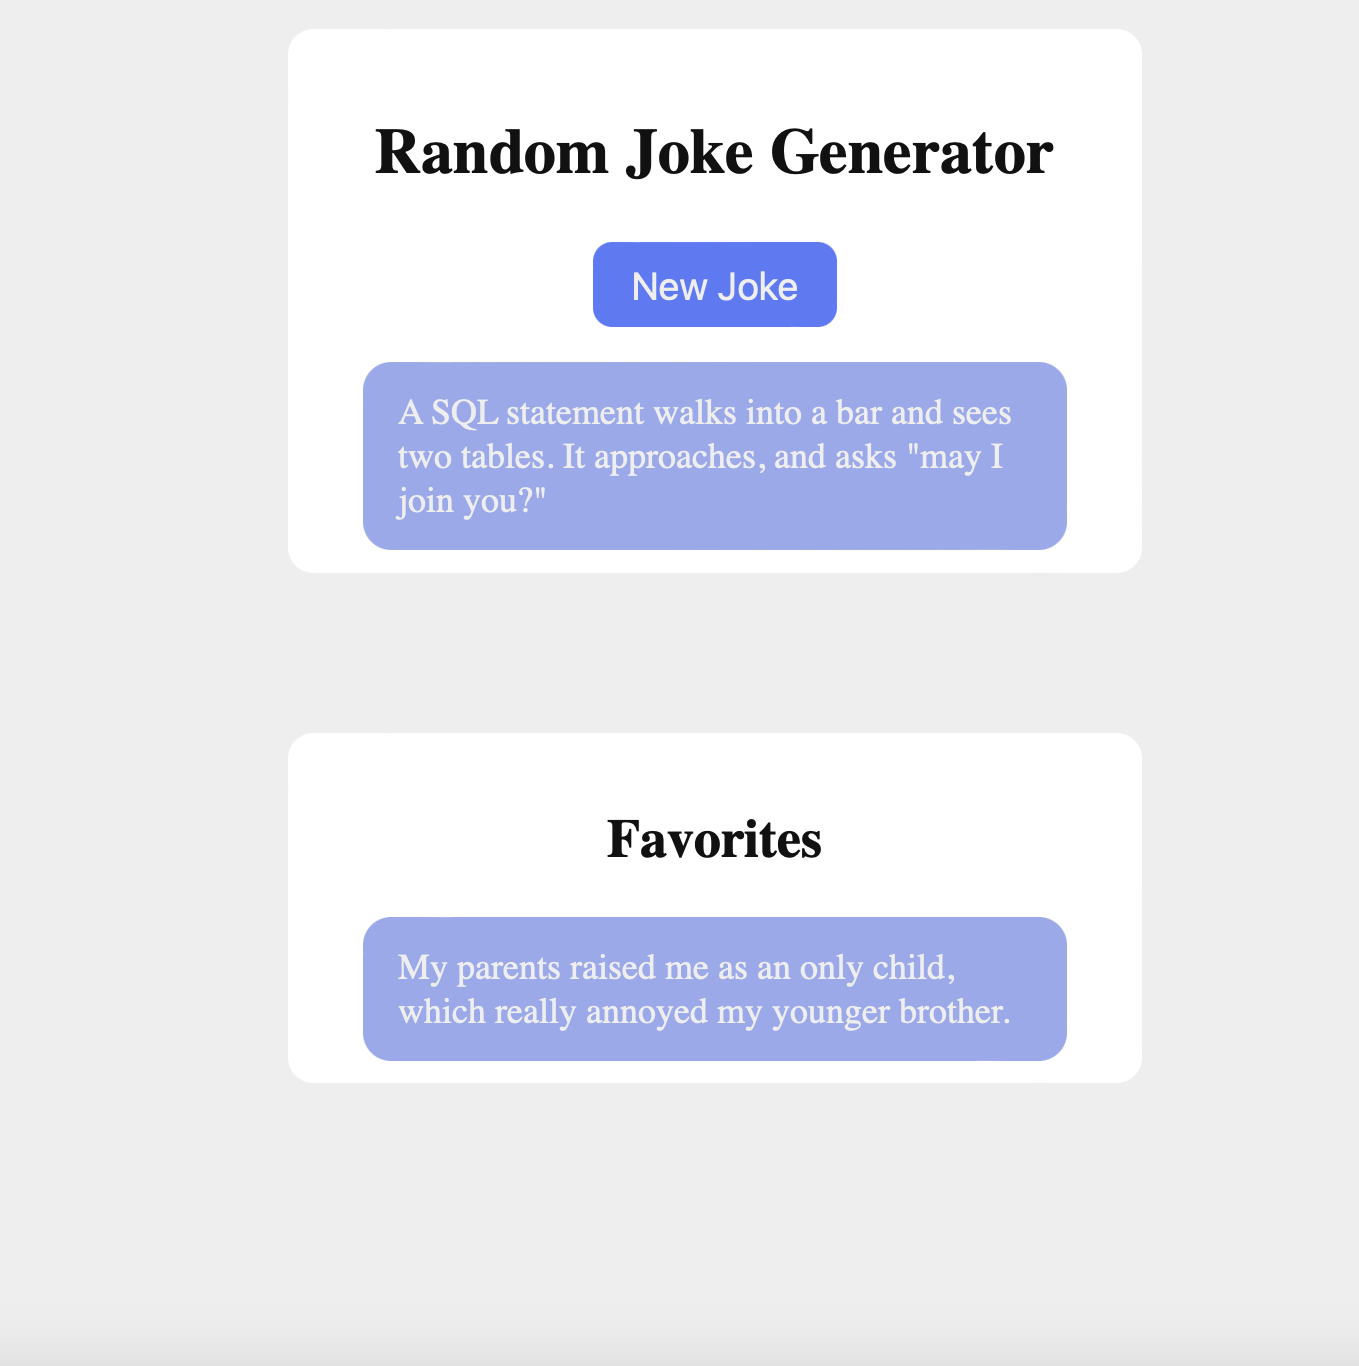 Random Joke Generator
New Joke
A SQL statement walks into a bar and sees
two tables. It approaches, and asks "may I
join you?"
Favorites
My parents raised me as an only child,
which really annoyed my younger brother.